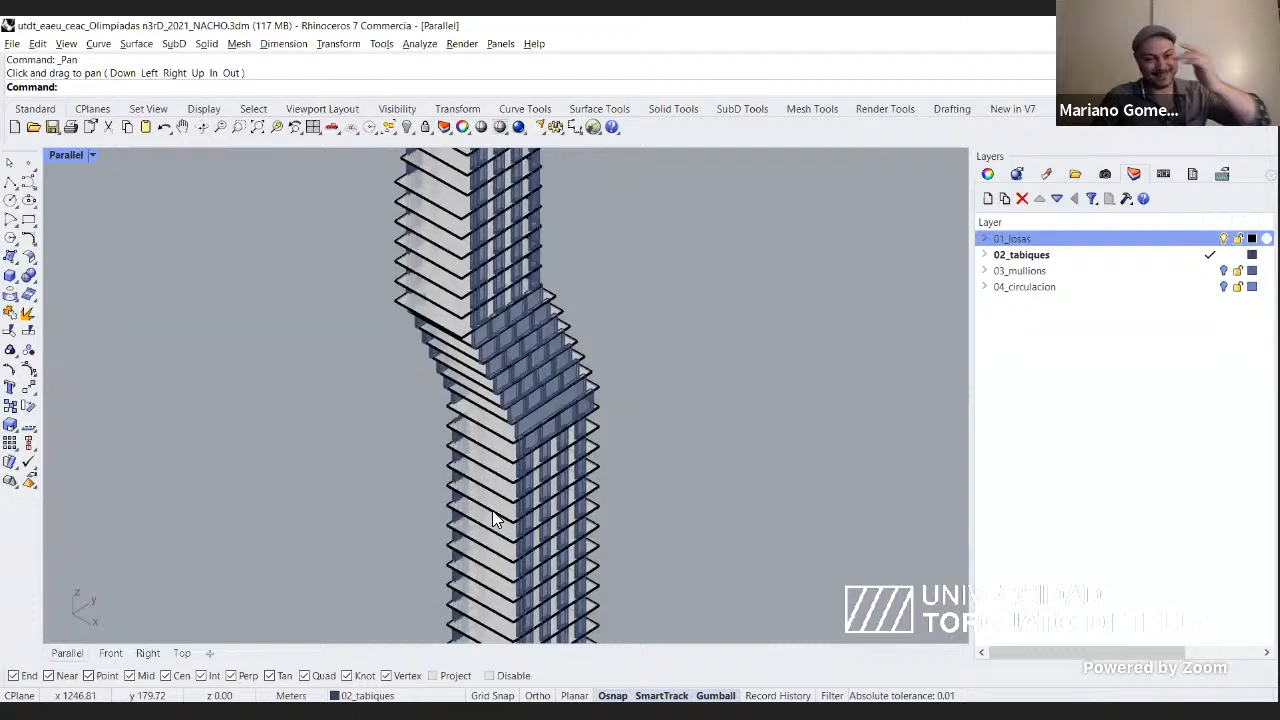 utdt_eaeu_ceac_Olimpiadas n3rD_2021_NACHO.3dm (117 MB) - Rhinoceros 7 Commercia - [Parallel]
File Edit View Curve Surface SubD Solid Mesh Dimension Transform Tools Analyze Render Panels Help
Command: _Pan
Click and drag to pan ( Down Left Right Up In Out )
Command:
Mariano Gome...
Standard CPlanes Set View Display Select Viewport Layout Visibility Transform Curve Tools Surface Tools Solid Tools SubD Tools Mesh Tools Render Tools Drafting New in V7
Parallel
Layers
Layer
01_losas
02_tabiques
03_mullions
04_circulacion
z
y
x
UNIVERSIDAD
TORCUATO DI TELLA
Parallel Front Right Top
Powered by Zoom
End Near Point Mid Cen Int Perp Tan Quad Knot Vertex Project Disable
CPlane x 1246.81 y 179.72 z 0.00 Meters 02_tabiques Grid Snap Ortho Planar Osnap SmartTrack Gumball Record History Filter Absolute tolerance: 0.01